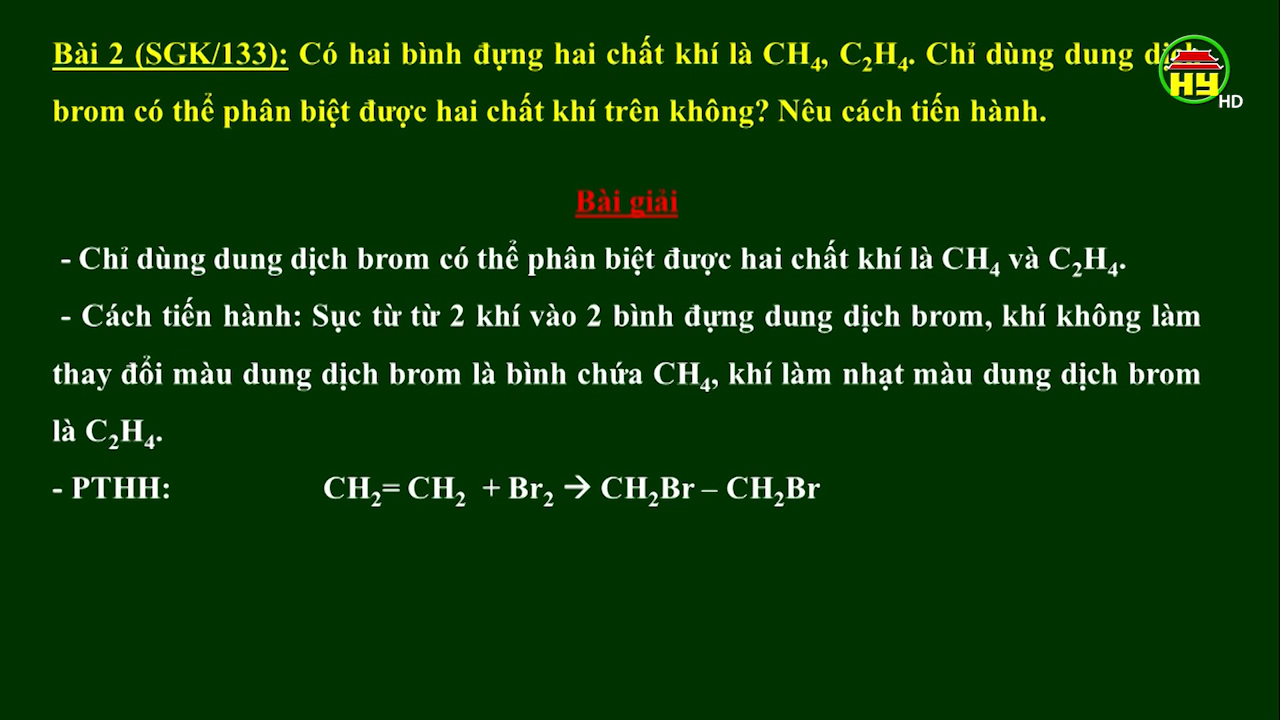 Bài 2 (SGK/133): Có hai bình đựng hai chất khí là CH₄, C₂H₄. Chỉ dùng dung dịch
brom có thể phân biệt được hai chất khí trên không? Nêu cách tiến hành.
HY
HD
Bài giải
- Chỉ dùng dung dịch brom có thể phân biệt được hai chất khí là CH₄ và C₂H₄.
- Cách tiến hành: Sục từ từ 2 khí vào 2 bình đựng dung dịch brom, khí không làm
thay đổi màu dung dịch brom là bình chứa CH₄, khí làm nhạt màu dung dịch brom
là C₂H₄.
- PTHH: CH₂= CH₂ + Br₂ → CH₂Br – CH₂Br